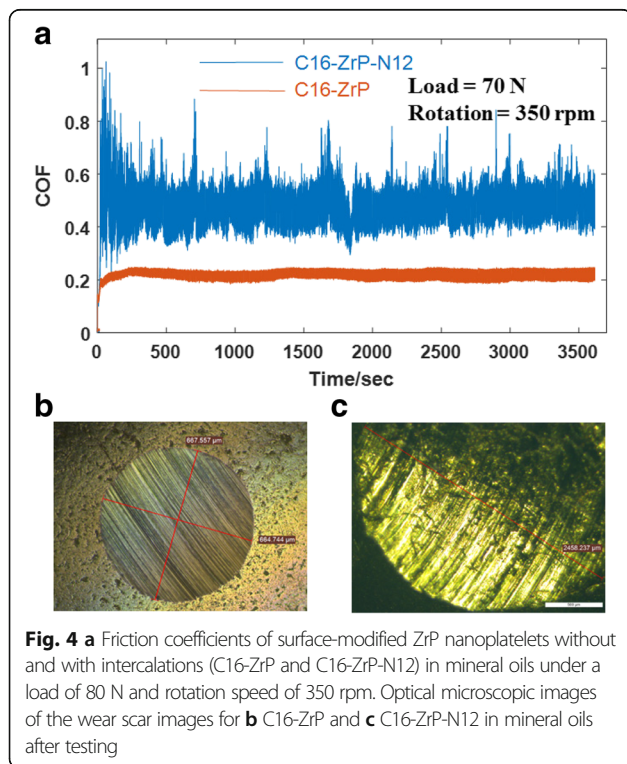 a
C16-ZrP-N12
C16-ZrP
Load = 70 N
Rotation = 350 rpm
1
0.8
0.6
0.4
0.2
0
COF
0 500 1000 1500 2000 2500 3000 3500
Time/sec
b
c
667.557 µm
664.744 µm
2458.237 µm
Fig. 4 a Friction coefficients of surface-modified ZrP nanoplatelets without
and with intercalations (C16-ZrP and C16-ZrP-N12) in mineral oils under a
load of 80 N and rotation speed of 350 rpm. Optical microscopic images
of the wear scar images for b C16-ZrP and c C16-ZrP-N12 in mineral oils
after testing